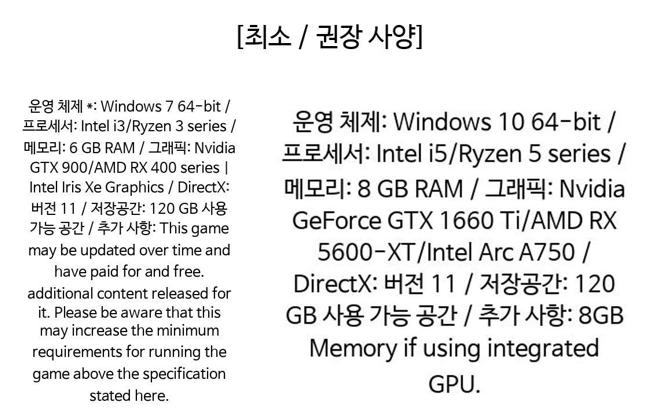 [최소 / 권장 사양]
운영 체제 *: Windows 7 64-bit /
프로세서: Intel i3/Ryzen 3 series /
메모리: 6 GB RAM / 그래픽: Nvidia
GTX 900/AMD RX 400 series |
Intel Iris Xe Graphics / DirectX:
버전 11 / 저장공간: 120 GB 사용
가능 공간 / 추가 사항: This game
may be updated over time and
have paid for and free.
additional content released for
it. Please be aware that this
may increase the minimum
requirements for running the
game above the specification
stated here.
운영 체제: Windows 10 64-bit /
프로세서: Intel i5/Ryzen 5 series /
메모리: 8 GB RAM / 그래픽: Nvidia
GeForce GTX 1660 Ti/AMD RX
5600-XT/Intel Arc A750 /
DirectX: 버전 11 / 저장공간: 120
GB 사용 가능 공간 / 추가 사항: 8GB
Memory if using integrated
GPU.